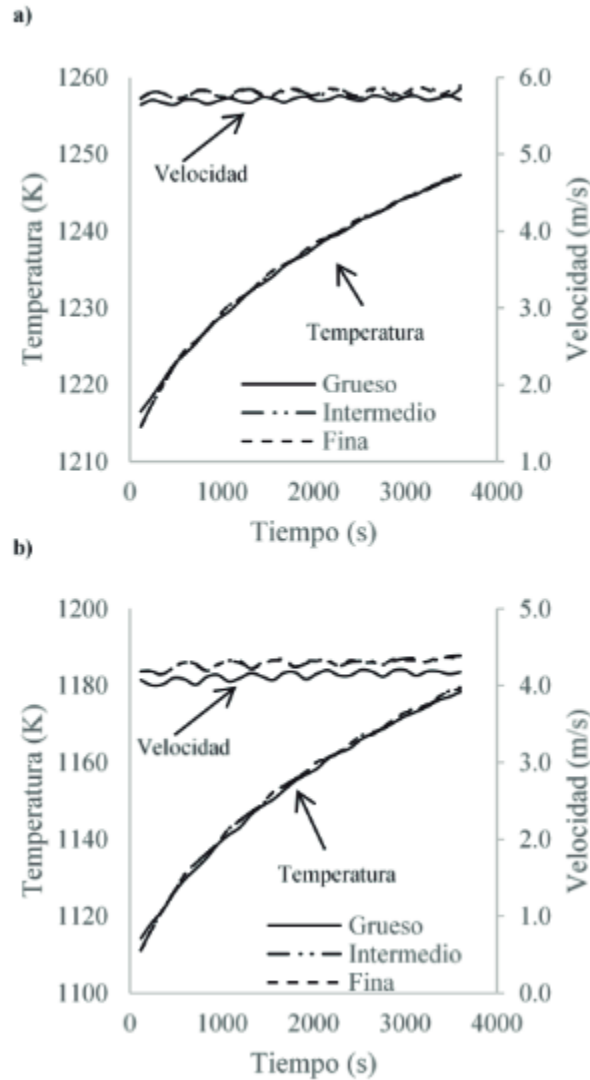 a)
1260
6.0
1250
5.0
Velocidad
1240
4.0
Temperatura (K)
Velocidad (m/s)
1230
3.0
Temperatura
1220
2.0
Grueso
Intermedio
Fina
1210
1.0
0 1000 2000 3000 4000
Tiempo (s)
b)
1200
5.0
1180
4.0
Velocidad
1160
3.0
Temperatura (K)
Velocidad (m/s)
1140
2.0
Temperatura
1120
1.0
Grueso
Intermedio
Fina
1100
0.0
0 1000 2000 3000 4000
Tiempo (s)